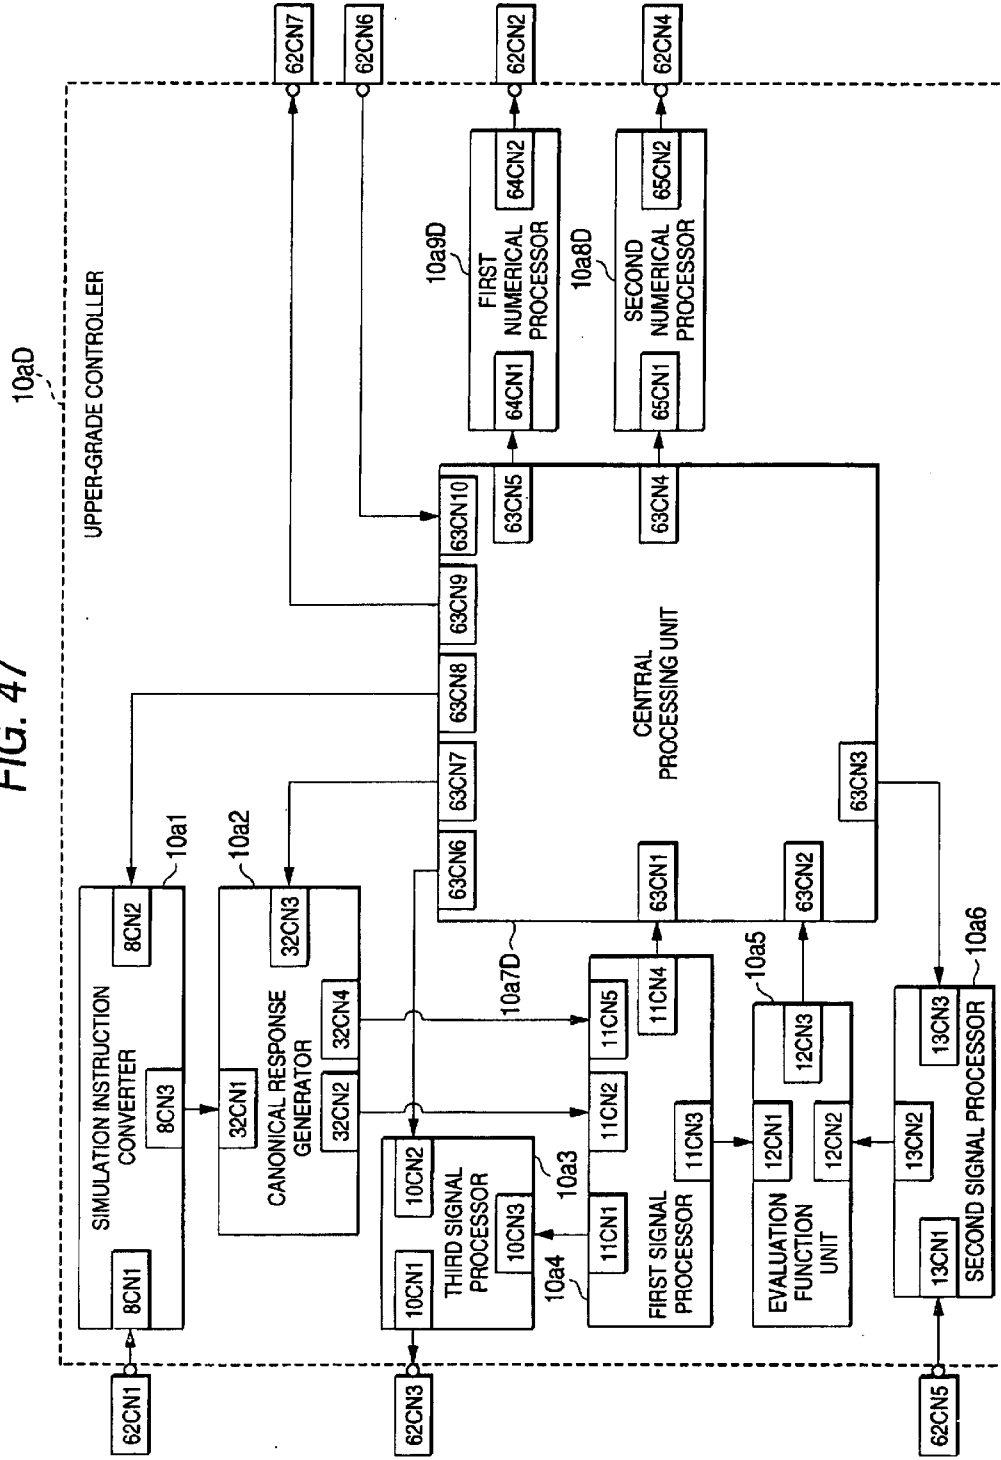 FIG. 47
10aD
UPPER-GRADE CONTROLLER
62CN1
8CN1
SIMULATION INSTRUCTION
CONVERTER
8CN3
8CN2
10a1
32CN1
CANONICAL RESPONSE
GENERATOR
32CN2
32CN4
32CN3
10a2
62CN3
10CN1
THIRD SIGNAL
PROCESSOR
10CN2
10CN3
10a3
10a4
11CN1
11CN2
11CN5
FIRST SIGNAL
PROCESSOR
11CN3
11CN4
EVALUATION
FUNCTION
UNIT
12CN1
12CN2
12CN3
10a5
62CN5
13CN1
13CN2
13CN3
SECOND SIGNAL PROCESSOR
10a6
10a7D
63CN6
63CN7
63CN8
63CN9
63CN10
63CN1
63CN2
63CN3
CENTRAL
PROCESSING UNIT
63CN5
63CN4
64CN1
FIRST
NUMERICAL
PROCESSOR
64CN2
10a9D
65CN1
SECOND
NUMERICAL
PROCESSOR
65CN2
10a8D
62CN7
62CN6
62CN2
62CN4